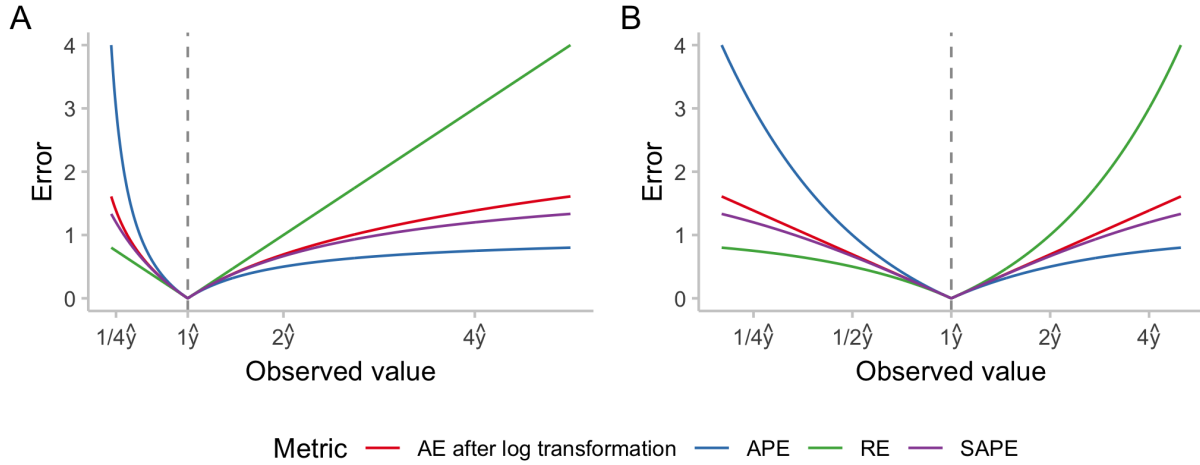 A
4
3
2
1
0
Error
1/4ŷ 1ŷ 2ŷ 4ŷ
Observed value
B
4
3
2
1
0
Error
1/4ŷ 1/2ŷ 1ŷ 2ŷ 4ŷ
Observed value
Metric AE after log transformation APE RE SAPE